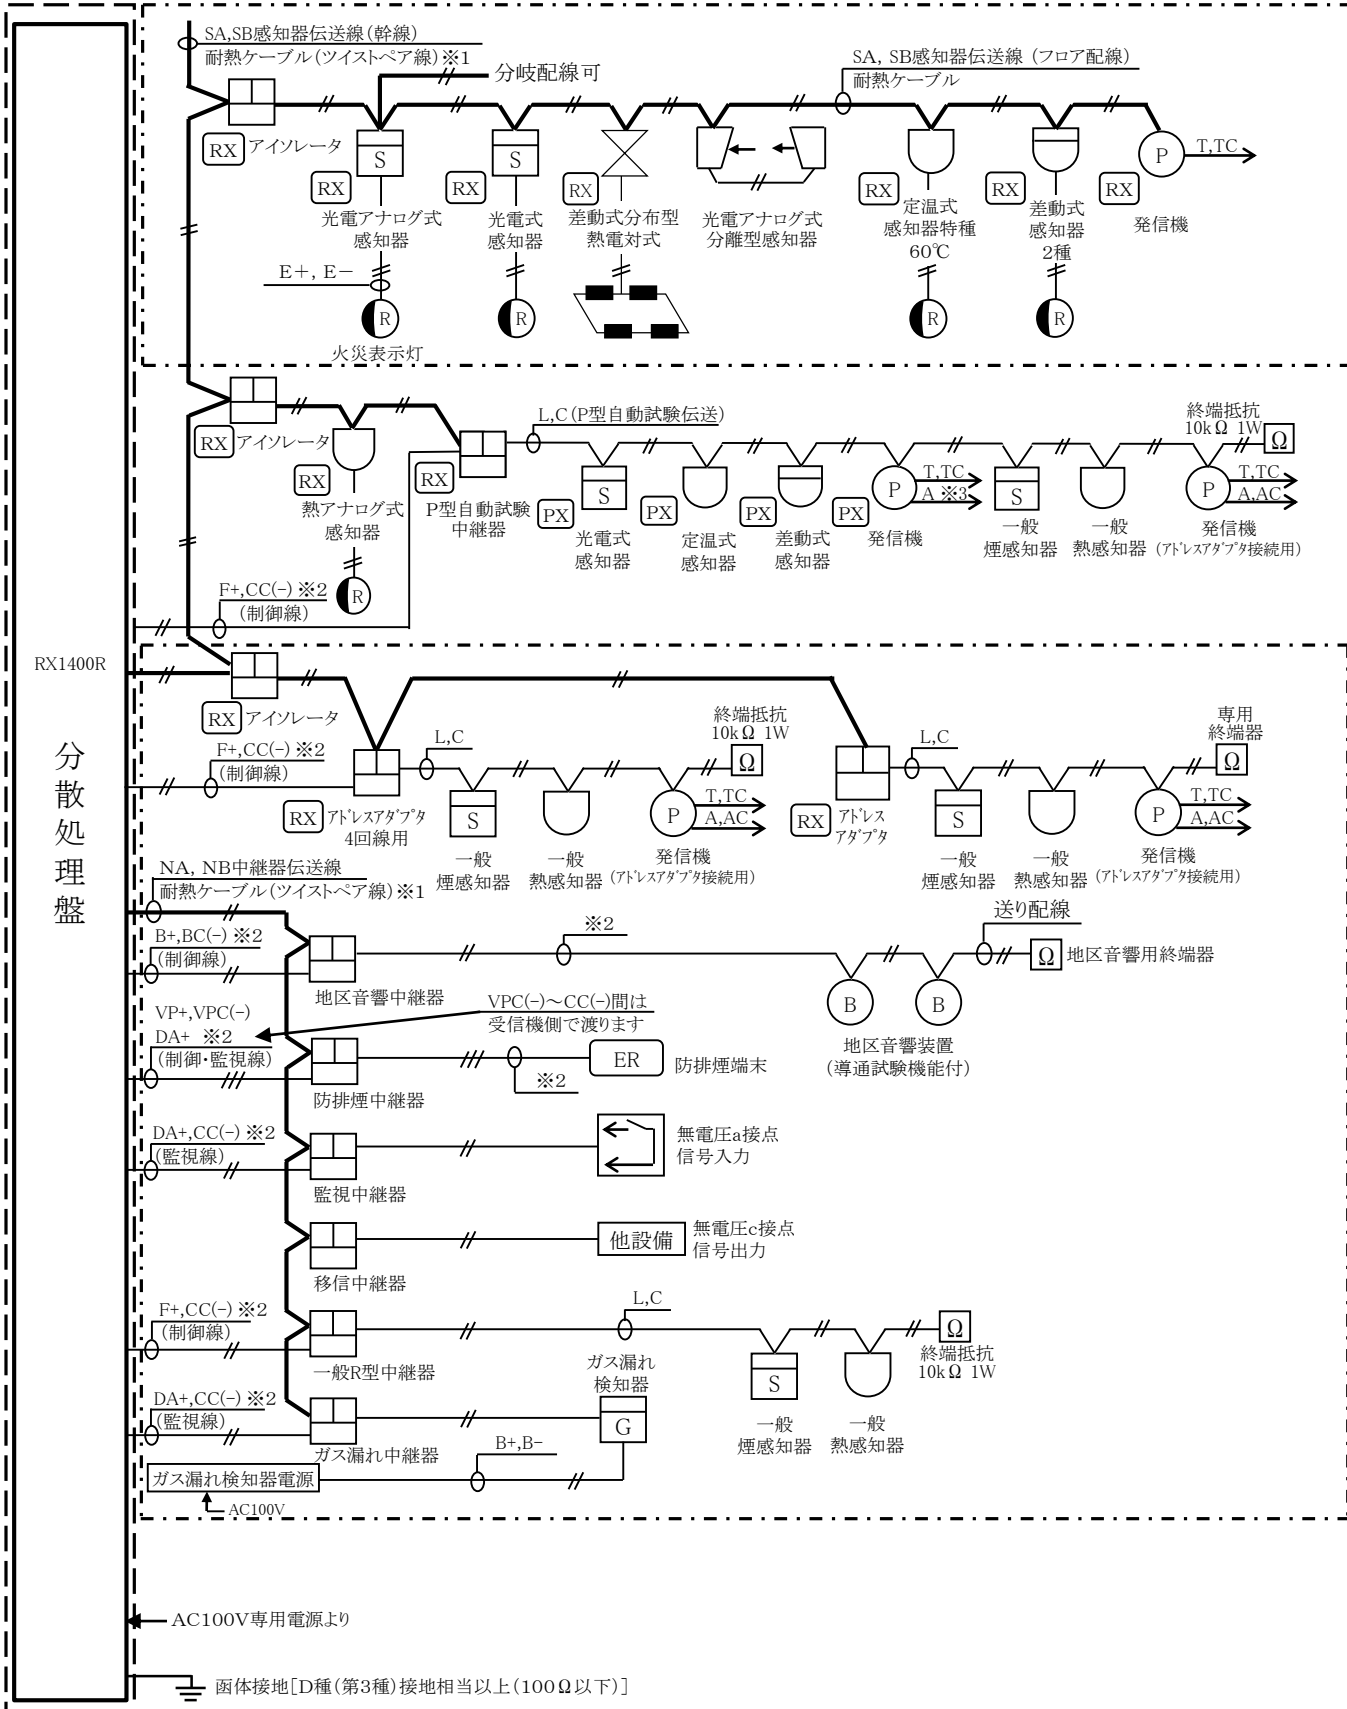 SA,SB感知器伝送線(幹線)
耐熱ケーブル(ツイストペア線)※1
分岐配線可
SA, SB感知器伝送線 (フロア配線)
耐熱ケーブル
RX アイソレータ
S
S
P
T,TC
RX
RX
RX
RX
RX
RX
光電アナログ式
感知器
光電式
感知器
差動式分布型
熱電対式
光電アナログ式
分離型感知器
定温式
感知器特種
60℃
差動式
感知器
2種
発信機
E+, E-
R
R
R
R
火災表示灯
RX アイソレータ
L,C(P型自動試験伝送)
終端抵抗
10kΩ 1W
Ω
RX
熱アナログ式
感知器
R
RX
P型自動試験
中継器
S
PX
光電式
感知器
PX
定温式
感知器
PX
差動式
感知器
P
T,TC
A ※3
PX
発信機
S
一般
煙感知器
一般
熱感知器
P
T,TC
A,AC
発信機
(アドレスアダプタ接続用)
F+,CC(-) ※2
(制御線)
RX1400R
分散処理盤
RX アイソレータ
F+,CC(-) ※2
(制御線)
L,C
終端抵抗
10kΩ 1W
Ω
RX アドレスアダプタ
4回線用
S
一般
煙感知器
一般
熱感知器
P
T,TC
A,AC
発信機
(アドレスアダプタ接続用)
L,C
専用
終端器
Ω
RX アドレス
アダプタ
S
一般
煙感知器
一般
熱感知器
P
T,TC
A,AC
発信機
(アドレスアダプタ接続用)
NA, NB中継器伝送線
耐熱ケーブル(ツイストペア線)※1
B+,BC(-) ※2
(制御線)
地区音響中継器
※2
送り配線
Ω 地区音響用終端器
B
B
地区音響装置
(導通試験機能付)
VP+,VPC(-)
DA+ ※2
(制御・監視線)
VPC(-)~CC(-)間は
受信機側で渡ります
ER
防排煙端末
※2
防排煙中継器
DA+,CC(-) ※2
(監視線)
無電圧a接点
信号入力
監視中継器
他設備
無電圧c接点
信号出力
移信中継器
F+,CC(-) ※2
(制御線)
L,C
Ω
終端抵抗
10kΩ 1W
一般R型中継器
S
一般
煙感知器
一般
熱感知器
DA+,CC(-) ※2
(監視線)
ガス漏れ
検知器
G
ガス漏れ中継器
B+,B-
ガス漏れ検知器電源
AC100V
AC100V専用電源より
函体接地[D種(第3種)接地相当以上(100Ω以下)]